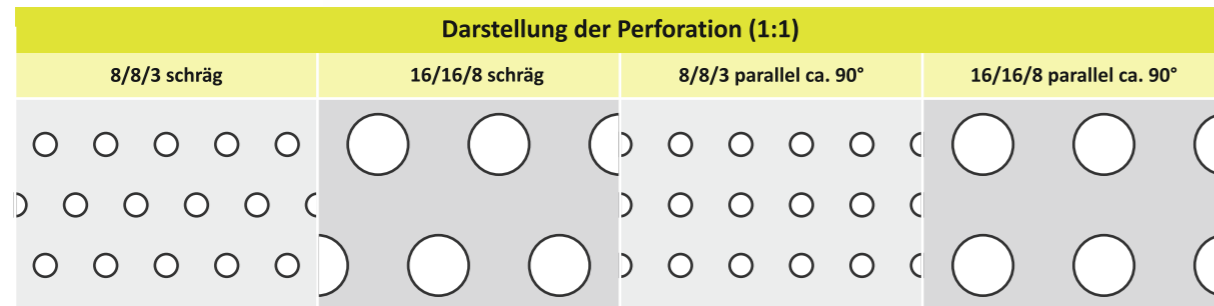 Darstellung der Perforation (1:1)
8/8/3 schräg
16/16/8 schräg
8/8/3 parallel ca. 90°
16/16/8 parallel ca. 90°